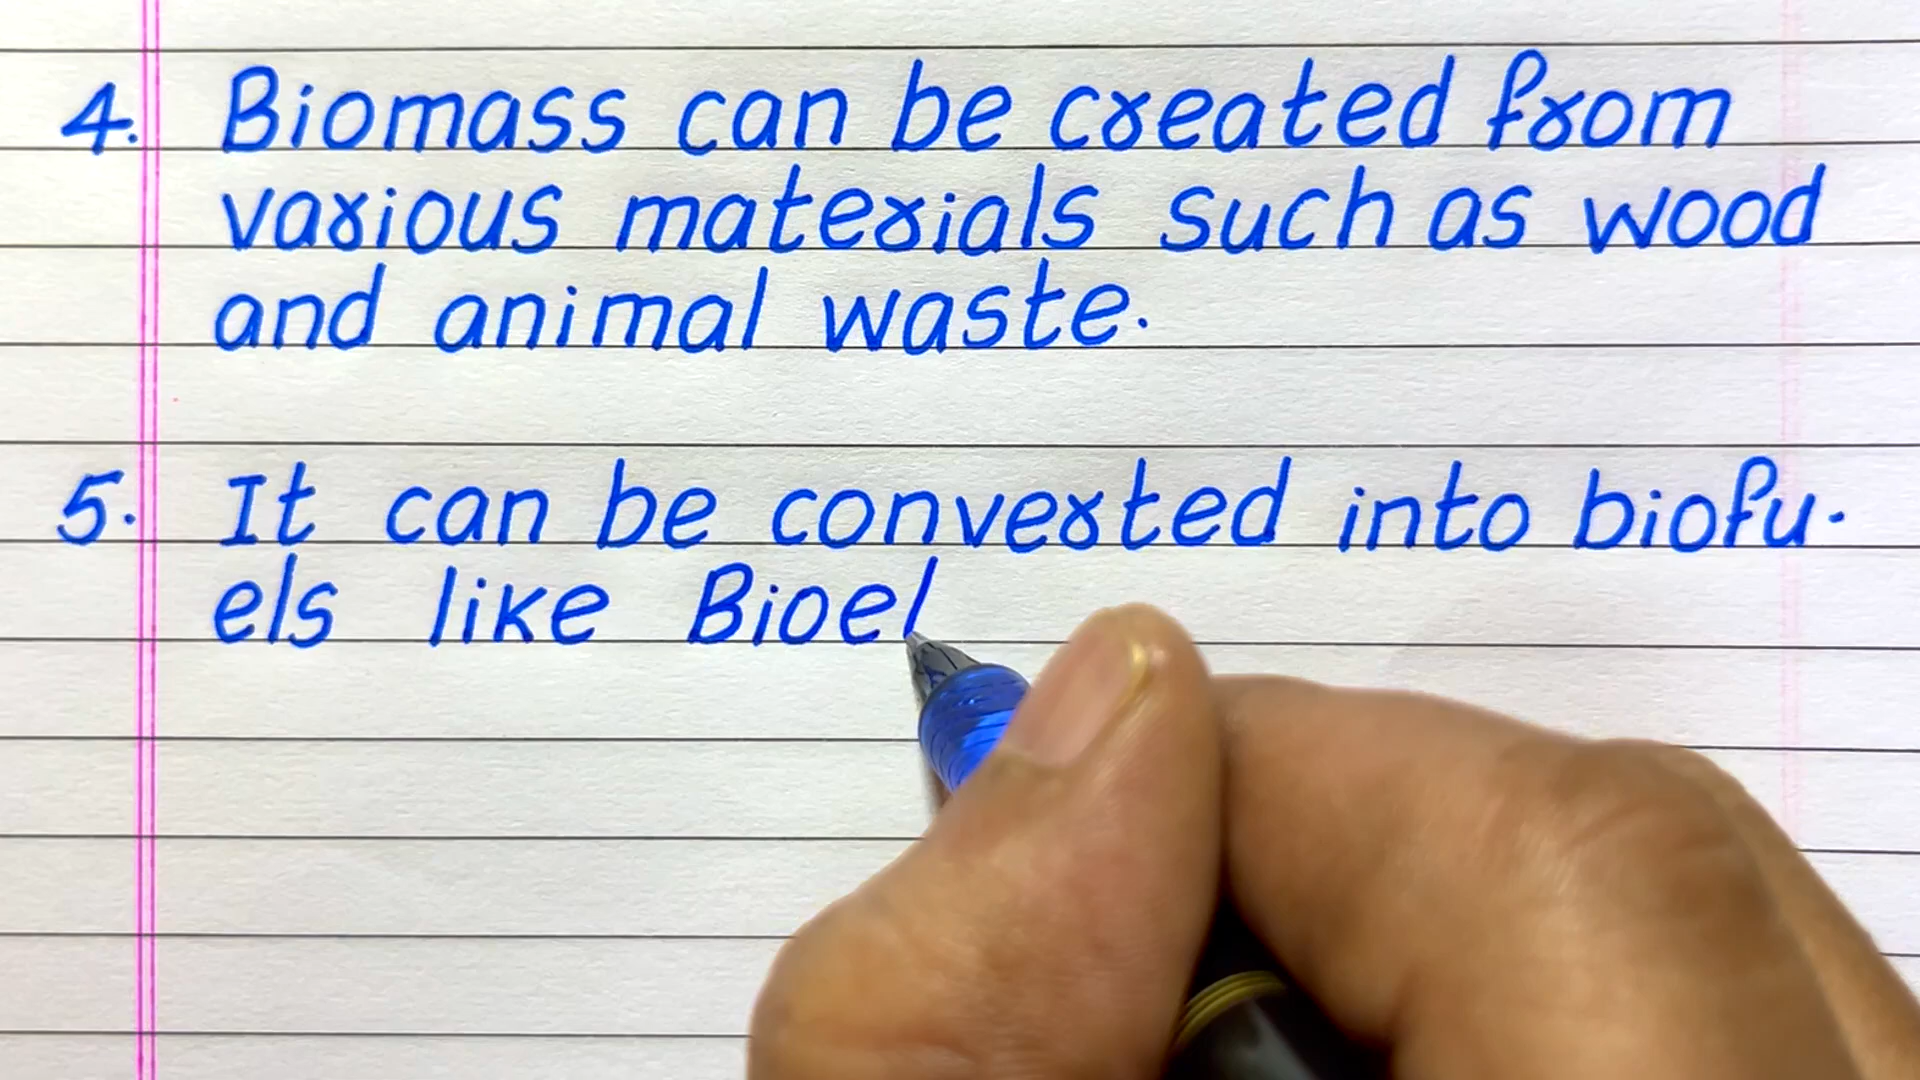 4. Biomass can be created from
various materials such as wood
and animal waste.
5. It can be converted into biofu-
els like Bioel